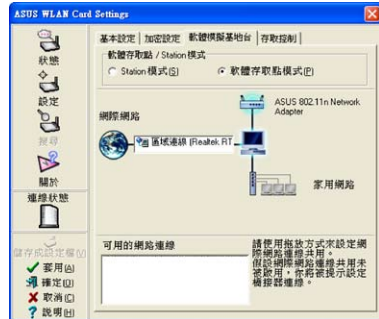 ASUS WLAN Card Settings
狀態
設定
搜尋
關於
連線狀態
儲存成設定檔(V)
套用(A)
確定(O)
取消(C)
說明(H)
基本設定 加密設定 軟體模擬基地台 存取控制
軟體存取點 / Station 模式
Station 模式(S) 軟體存取點模式(P)
ASUS 802.11n Network
Adapter
網際網路
區域連線 (Realtek RT
家用網路
可用的網路連線
請使用拖放方式來設定網
際網路連線共用。
假設網際網路連線共用未
被啟用，你將被提示設定
橋接器連線。